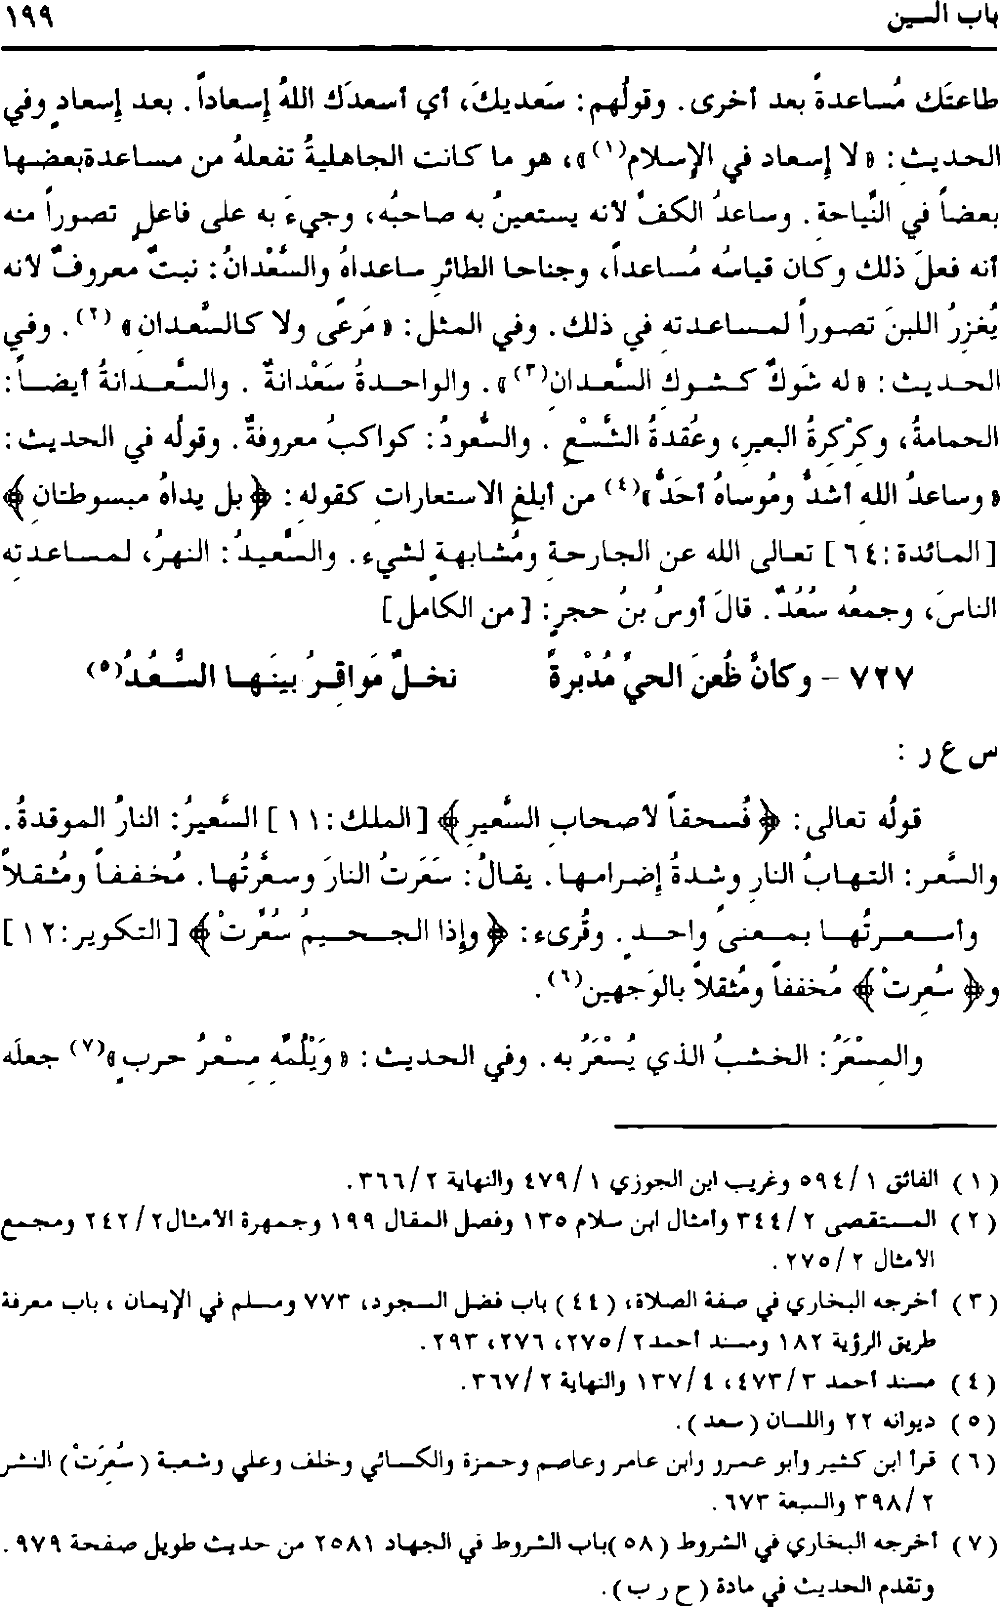 باب السين
١٩٩
طاعتَك مُساعدةً بعد أخرى. وقولُهم: سَعديكَ، أي أسعدَك اللهُ إسعاداً. بعد إسعادٍ وفي
الحديث: «لا إسعاد في الإسلام(١)»، هو ما كانت الجاهليةُ تفعلهُ من مساعدةبعضها
بعضاً في النِّياحةِ. وساعدُ الكفِّ لأنه يستعينُ به صاحبُه، وجيءَ به على فاعلٍ تصوراً منه
أنه فعلَ ذلك وكان قياسُه مُساعداً، وجناحا الطائرِ ساعداهُ والسَّعْدانُ: نبتٌ معروفٌ لأنه
يُغزِرُ اللبنَ تصوراً لمساعدتهِ في ذلك. وفي المثل: «مَرعًى ولا كالسَّعدانِ» (٢). وفي
الحديث: «له شَوكٌ كشوك السَّعدان(٣)». والواحدةُ سَعْدانةٌ. والسَّعدانةُ أيضاً:
الحمامةُ، وكِرْكِرةُ البعيرِ، وعُقدةُ الشِّسْعِ. والسُّعودُ: كواكبُ معروفةٌ. وقولُه في الحديث:
«وساعدُ الله أشدُّ ومُوساهُ أحَدُّ»(٤) من أبلغِ الاستعاراتِ كقوله: ﴿بل يداهُ مبسوطتانِ﴾
[المائدة:٦٤] تعالى الله عن الجارحةِ ومُشابهةٍ لشيء. والسَّعيدُ: النهرُ، لمساعدتهِ
الناسَ، وجمعُه سُعُدٌ. قالَ أوسُ بنُ حجرٍ: [من الكامل]
٧٢٧ – وكأنَّ ظُعنَ الحيِّ مُدْبرةً نخلٌ مَواقِرُ بينَها السُّعُدُ(٥)
س ع ر :
قولُه تعالى: ﴿فُسحقاً لأصحابِ السَّعيرِ﴾ [الملك:١١] السَّعيرُ: النارُ الموقدةُ.
والسَّعر: التهابُ النارِ وشدةُ إضرامها. يقالُ: سَعَرتُ النارَ وسعَّرتُها. مُخففاً ومُثقلاً
وأسعرتُها بمعنًى واحدٍ. وقُرىء: ﴿وإذا الجحيمُ سُعِّرتْ﴾ [التكوير:١٢]
و﴿سُعِرتْ﴾ مُخففاً ومُثقلاً بالوَجهين(٦).
والمِسْعَرُ: الخشبُ الذي يُسْعَرُ به. وفي الحديث: «وَيْلُمِّهِ مِسْعرُ حربٍ»(٧) جعلَه
(١) الفائق ١/٥٩٤ وغريب ابن الجوزي ١/٤٧٩ والنهاية ٢/٣٦٦.
(٢) المستقصى ٢/٣٤٤ وأمثال ابن سلام ١٣٥ وفصل المقال ١٩٩ وجمهرة الأمثال٢/٢٤٢ ومجمع
الأمثال ٢/٢٧٥.
(٣) أخرجه البخاري في صفة الصلاة، (٤٤) باب فضل السجود، ٧٧٣ ومسلم في الإيمان ، باب معرفة
طريق الرؤية ١٨٢ ومسند أحمد٢/٢٧٥، ٢٧٦، ٢٩٣.
(٤) مسند أحمد ٣/٤٧٣، ٤/١٣٧ والنهاية ٢/٣٦٧.
(٥) ديوانه ٢٢ واللسان (سعد).
(٦) قرأ ابن كثير وأبو عمرو وابن عامر وعاصم وحمزة والكسائي وخلف وعلي وشعبة (سُعِرَتْ) النشر
٢/٣٩٨ والسبعة ٦٧٣.
(٧) أخرجه البخاري في الشروط (٥٨)باب الشروط في الجهاد ٢٥٨١ من حديث طويل صفحة ٩٧٩.
وتقدم الحديث في مادة (ح ر ب).